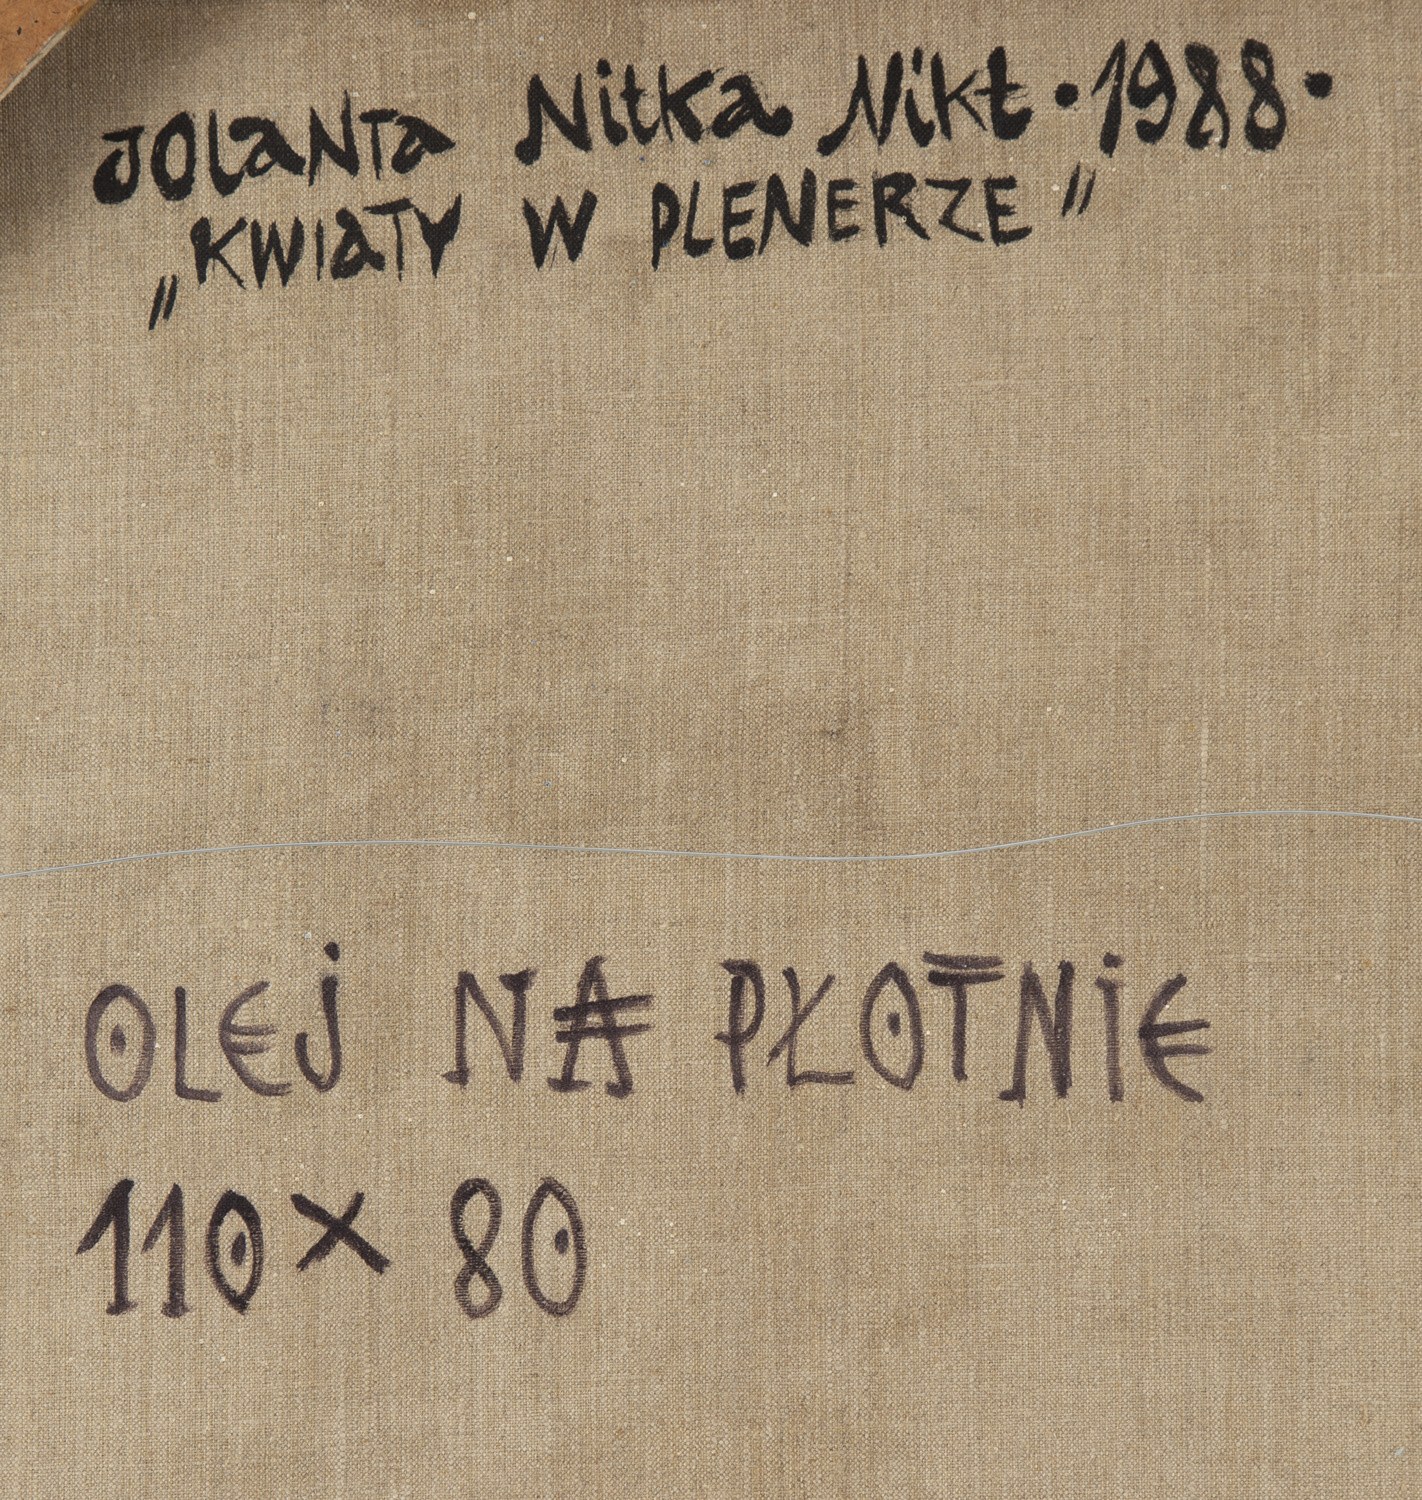 JOLANTA NitKa Nikt • 1988 •
„KWIATY W PLENERZE"
OLEJ NA PŁOTNIE
110 × 80